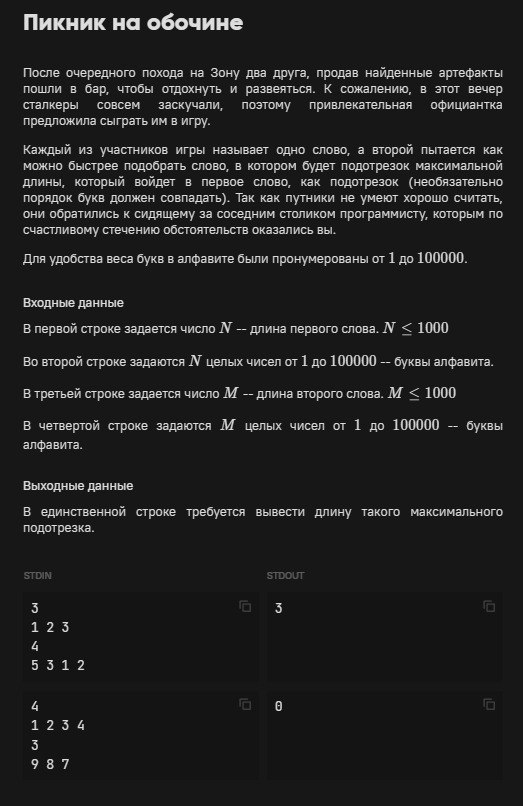 Пикник на обочине
После очередного похода на Зону два друга, продав найденные артефакты
пошли в бар, чтобы отдохнуть и развеяться. К сожалению, в этот вечер
сталкеры совсем заскучали, поэтому привлекательная официантка
предложила сыграть им в игру.
Каждый из участников игры называет одно слово, а второй пытается как
можно быстрее подобрать слово, в котором будет подотрезок максимальной
длины, который войдет в первое слово, как подотрезок (необязательно
порядок букв должен совпадать). Так как путники не умеют хорошо считать,
они обратились к сидящему за соседним столиком программисту, которым по
счастливому стечению обстоятельств оказались вы.
Для удобства веса букв в алфавите были пронумерованы от 1 до 100000.
Входные данные
В первой строке задается число N -- длина первого слова. N ≤ 1000
Во второй строке задаются N целых чисел от 1 до 100000 -- буквы алфавита.
В третьей строке задается число M -- длина второго слова. M ≤ 1000
В четвертой строке задаются M целых чисел от 1 до 100000 -- буквы
алфавита.
Выходные данные
В единственной строке требуется вывести длину такого максимального
подотрезка.
STDIN STDOUT
3 3
1 2 3
4
5 3 1 2
4 0
1 2 3 4
3
9 8 7